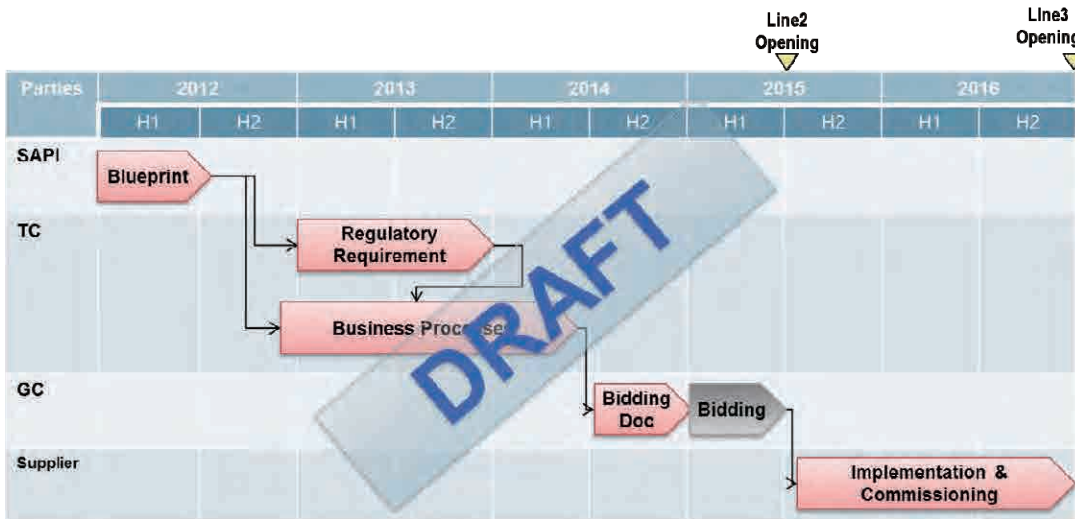 Line2
Opening
LIne3
Opening
Parties 2012 2013 2014 2015 2016
H1 H2 H1 H2 H1 H2 H1 H2 H1 H2
SAPI
Blueprint
TC
Regulatory
Requirement
Business Processes
DRAFT
GC
Bidding
Doc
Bidding
Supplier
Implementation &
Commissioning